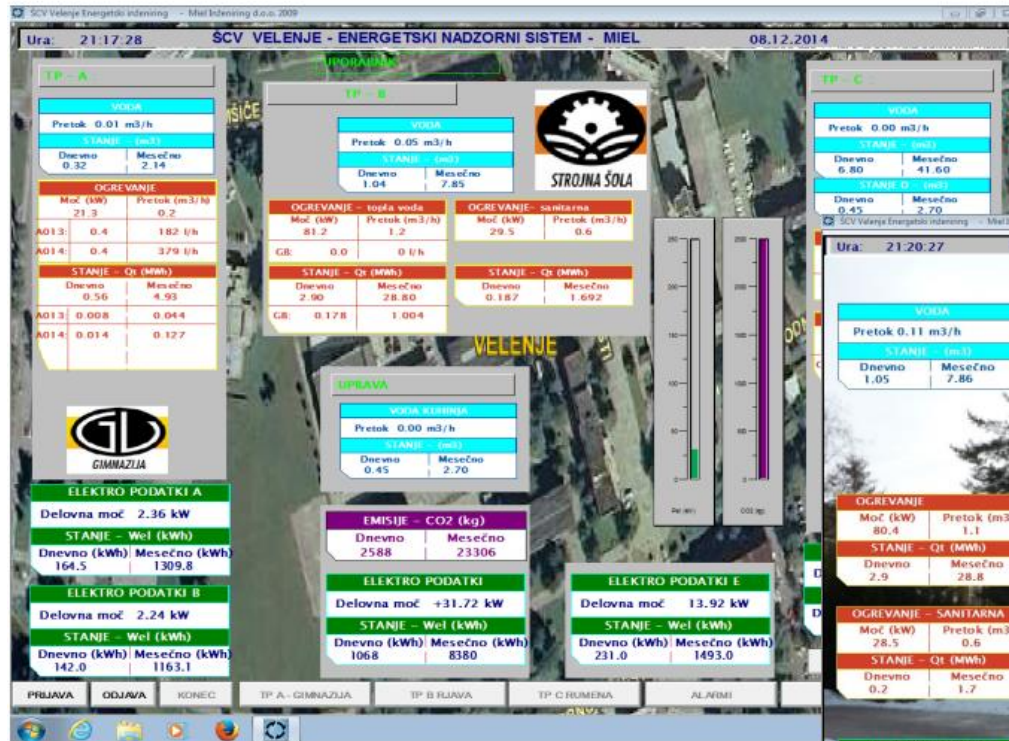 ŠCV Velenje Energetski inženiring - Miel Inženiring d.o.o. 2009
Ura: 21:17:28 ŠCV VELENJE - ENERGETSKI NADZORNI SISTEM - MIEL 08.12.2014
UPORABNIK
TP - A
VODA
Pretok 0.01 m3/h
STANJE - (m3)
Dnevno Mesečno
0.32 2.14
OGREVANJE
Moč (kW) Pretok (m3/h)
21.3 0.2
A013: 0.4 182 l/h
A014: 0.4 379 l/h
STANJE - Qt (MWh)
Dnevno Mesečno
0.56 4.93
A013: 0.008 0.044
A014: 0.014 0.127
GIMNAZIJA
ELEKTRO PODATKI A
Delovna moč 2.36 kW
STANJE - Wel (kWh)
Dnevno (kWh) Mesečno (kWh)
164.5 1309.8
ELEKTRO PODATKI B
Delovna moč 2.24 kW
STANJE - Wel (kWh)
Dnevno (kWh) Mesečno (kWh)
142.0 1163.1
TP - B
VODA
Pretok 0.05 m3/h
STANJE - (m3)
Dnevno Mesečno
1.04 7.85
STROJNA ŠOLA
OGREVANJE - topla voda
Moč (kW) Pretok (m3/h)
81.2 1.2
GB: 0.0 0 l/h
STANJE - Qt (MWh)
Dnevno Mesečno
2.90 28.80
GB: 0.178 1.004
OGREVANJE- sanitarna
Moč (kW) Pretok (m3/h)
29.5 0.6
STANJE - Qt (MWh)
Dnevno Mesečno
0.187 1.692
VELENJE
UPRAVA
VODA KUHINJA
Pretok 0.00 m3/h
STANJE - (m3)
Dnevno Mesečno
0.45 2.70
EMISIJE - CO2 (kg)
Dnevno Mesečno
2588 23306
ELEKTRO PODATKI
Delovna moč +31.72 kW
STANJE - Wel (kWh)
Dnevno (kWh) Mesečno (kWh)
1068 8380
ELEKTRO PODATKI E
Delovna moč 13.92 kW
STANJE - Wel (kWh)
Dnevno (kWh) Mesečno (kWh)
231.0 1493.0
TP - C
VODA
Pretok 0.00 m3/h
STANJE - (m3)
Dnevno Mesečno
6.80 41.60
STANJE D - (m3)
0.45 2.70
ŠCV Velenje Energetski inženiring - Miel
Ura: 21:20:27
VODA
Pretok 0.11 m3/h
STANJE - (m3)
Dnevno Mesečno
1.05 7.86
OGREVANJE
Moč (kW) Pretok (m3
80.4 1.1
STANJE - Qt (MWh)
Dnevno Mesečno
2.9 28.8
OGREVANJE - SANITARNA
Moč (kW) Pretok (m3
28.5 0.6
STANJE - Qt (MWh)
Dnevno Mesečno
0.2 1.7
PRIJAVA ODJAVA KONEC TP A - GIMNAZIJA TP B RJAVA TP C RUMENA ALARMI